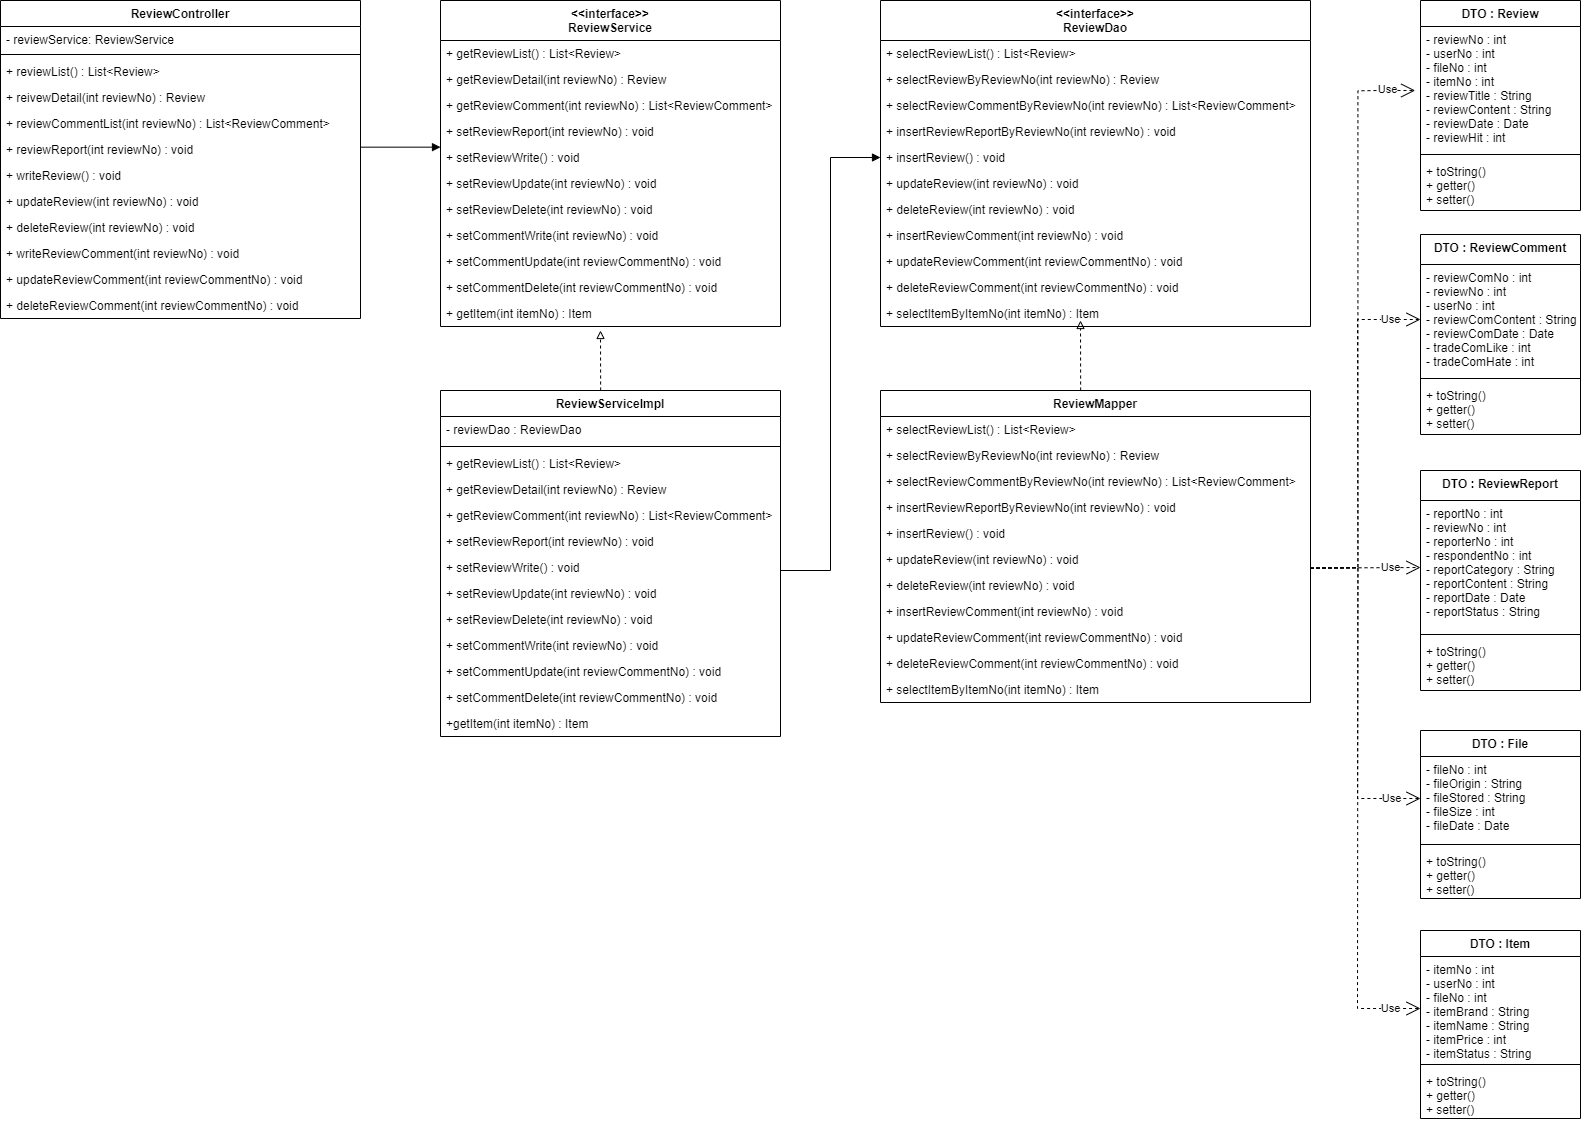 ReviewController
- reviewService: ReviewService
+ reviewList() : List<Review>
+ reivewDetail(int reviewNo) : Review
+ reviewCommentList(int reviewNo) : List<ReviewComment>
+ reviewReport(int reviewNo) : void
+ writeReview() : void
+ updateReview(int reviewNo) : void
+ deleteReview(int reviewNo) : void
+ writeReviewComment(int reviewNo) : void
+ updateReviewComment(int reviewCommentNo) : void
+ deleteReviewComment(int reviewCommentNo) : void
<<interface>>
ReviewService
+ getReviewList() : List<Review>
+ getReviewDetail(int reviewNo) : Review
+ getReviewComment(int reviewNo) : List<ReviewComment>
+ setReviewReport(int reviewNo) : void
+ setReviewWrite() : void
+ setReviewUpdate(int reviewNo) : void
+ setReviewDelete(int reviewNo) : void
+ setCommentWrite(int reviewNo) : void
+ setCommentUpdate(int reviewCommentNo) : void
+ setCommentDelete(int reviewCommentNo) : void
+ getItem(int itemNo) : Item
ReviewServiceImpl
- reviewDao : ReviewDao
+ getReviewList() : List<Review>
+ getReviewDetail(int reviewNo) : Review
+ getReviewComment(int reviewNo) : List<ReviewComment>
+ setReviewReport(int reviewNo) : void
+ setReviewWrite() : void
+ setReviewUpdate(int reviewNo) : void
+ setReviewDelete(int reviewNo) : void
+ setCommentWrite(int reviewNo) : void
+ setCommentUpdate(int reviewCommentNo) : void
+ setCommentDelete(int reviewCommentNo) : void
+getItem(int itemNo) : Item
<<interface>>
ReviewDao
+ selectReviewList() : List<Review>
+ selectReviewByReviewNo(int reviewNo) : Review
+ selectReviewCommentByReviewNo(int reviewNo) : List<ReviewComment>
+ insertReviewReportByReviewNo(int reviewNo) : void
+ insertReview() : void
+ updateReview(int reviewNo) : void
+ deleteReview(int reviewNo) : void
+ insertReviewComment(int reviewNo) : void
+ updateReviewComment(int reviewCommentNo) : void
+ deleteReviewComment(int reviewCommentNo) : void
+ selectItemByItemNo(int itemNo) : Item
ReviewMapper
+ selectReviewList() : List<Review>
+ selectReviewByReviewNo(int reviewNo) : Review
+ selectReviewCommentByReviewNo(int reviewNo) : List<ReviewComment>
+ insertReviewReportByReviewNo(int reviewNo) : void
+ insertReview() : void
+ updateReview(int reviewNo) : void
+ deleteReview(int reviewNo) : void
+ insertReviewComment(int reviewNo) : void
+ updateReviewComment(int reviewCommentNo) : void
+ deleteReviewComment(int reviewCommentNo) : void
+ selectItemByItemNo(int itemNo) : Item
Use
Use
Use
Use
Use
DTO : Review
- reviewNo : int
- userNo : int
- fileNo : int
- itemNo : int
- reviewTitle : String
- reviewContent : String
- reviewDate : Date
- reviewHit : int
+ toString()
+ getter()
+ setter()
DTO : ReviewComment
- reviewComNo : int
- reviewNo : int
- userNo : int
- reviewComContent : String
- reviewComDate : Date
- tradeComLike : int
- tradeComHate : int
+ toString()
+ getter()
+ setter()
DTO : ReviewReport
- reportNo : int
- reviewNo : int
- reporterNo : int
- respondentNo : int
- reportCategory : String
- reportContent : String
- reportDate : Date
- reportStatus : String
+ toString()
+ getter()
+ setter()
DTO : File
- fileNo : int
- fileOrigin : String
- fileStored : String
- fileSize : int
- fileDate : Date
+ toString()
+ getter()
+ setter()
DTO : Item
- itemNo : int
- userNo : int
- fileNo : int
- itemBrand : String
- itemName : String
- itemPrice : int
- itemStatus : String
+ toString()
+ getter()
+ setter()